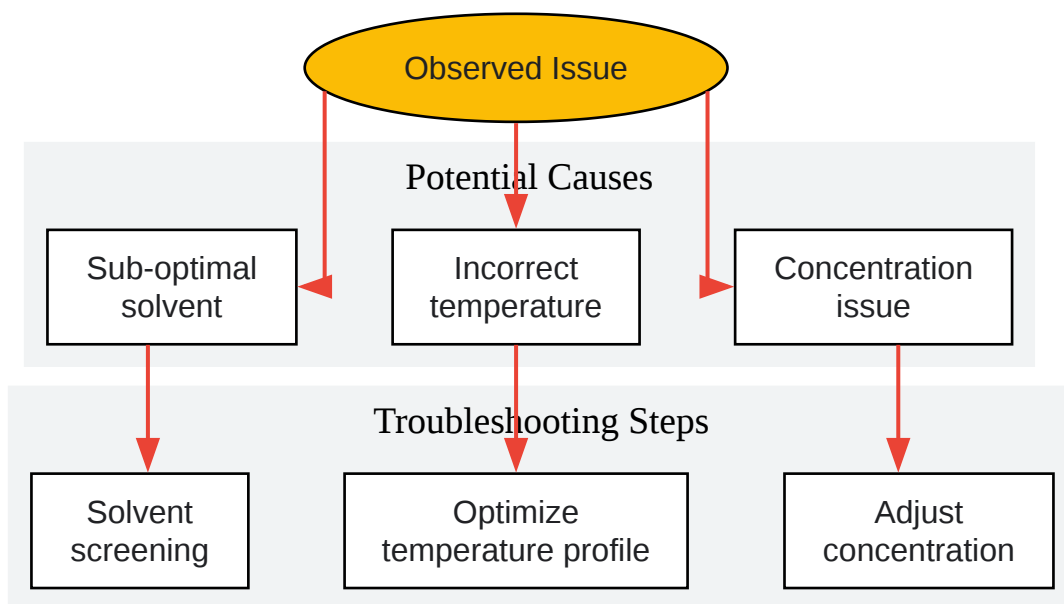 Observed Issue
Potential Causes
Sub-optimal
solvent
Incorrect
temperature
Concentration
issue
Troubleshooting Steps
Solvent
screening
Optimize
temperature profile
Adjust
concentration